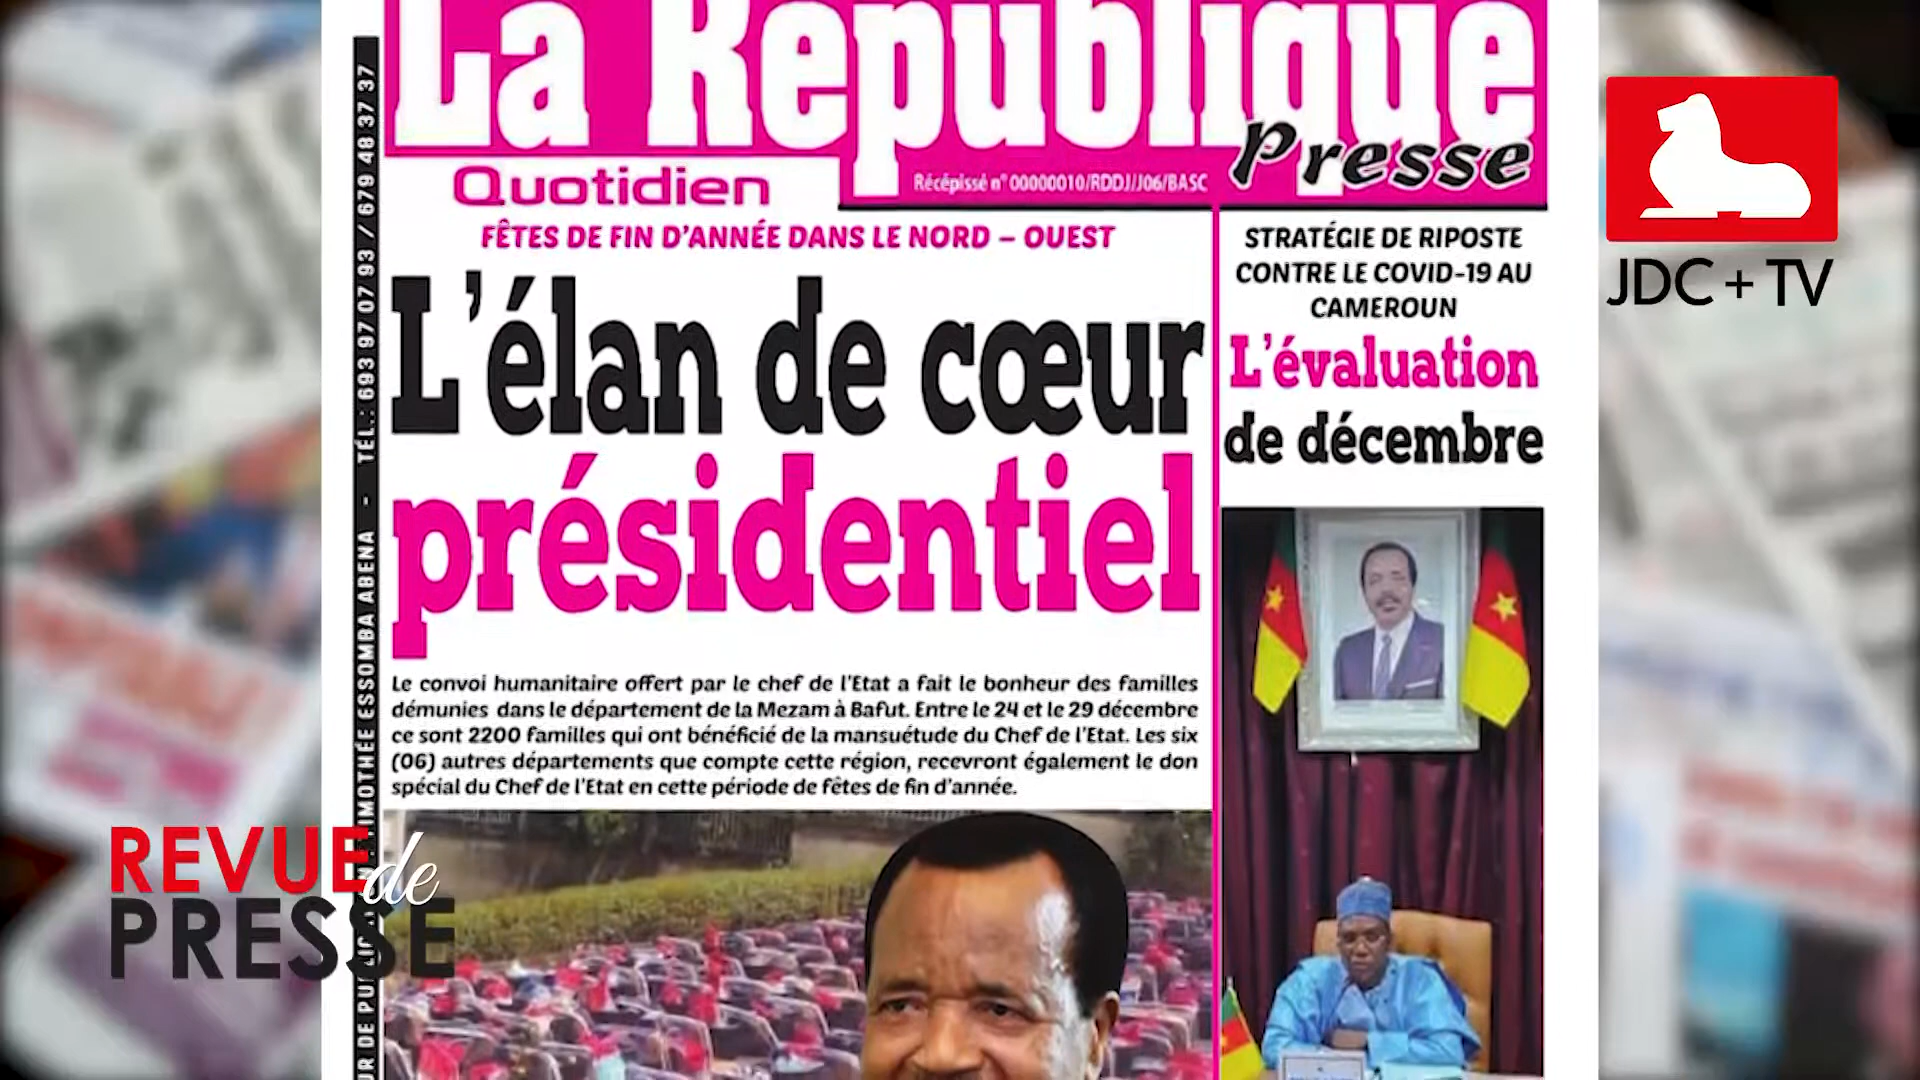 La République
Presse
Quotidien
Récépissé n° 00000010/RDDJ/J06/BASC
FÊTES DE FIN D'ANNÉE DANS LE NORD – OUEST
L'élan de cœur
présidentiel
Le convoi humanitaire offert par le chef de l'Etat a fait le bonheur des familles
démunies dans le département de la Mezam à Bafut. Entre le 24 et le 29 décembre
ce sont 2200 familles qui ont bénéficié de la mansuétude du Chef de l'Etat. Les six
(06) autres départements que compte cette région, recevront également le don
spécial du Chef de l'Etat en cette période de fêtes de fin d'année.
STRATÉGIE DE RIPOSTE
CONTRE LE COVID-19 AU
CAMEROUN
L'évaluation
de décembre
TIMOTHÉE ESSOMBA ABENA - TÉL.: 693 97 07 93 / 679 48 37 37
JDC + TV
REVUE de
PRESSE